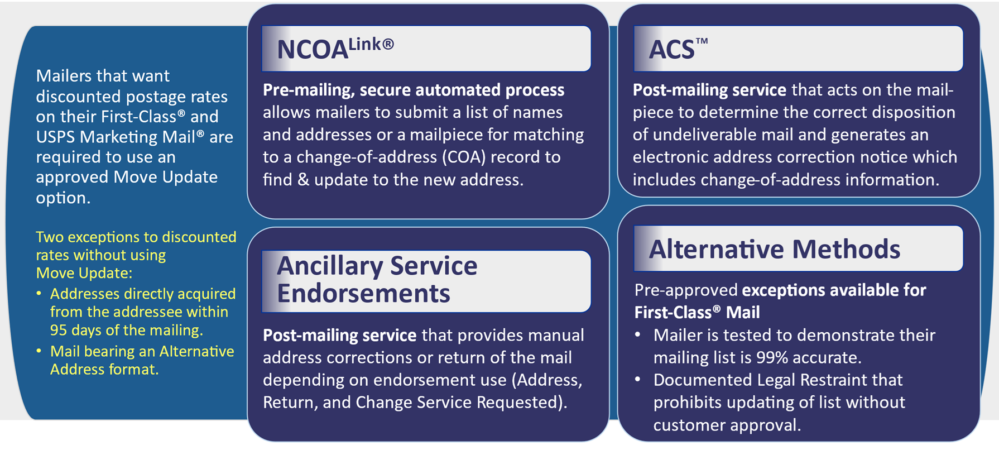 Mailers that want
discounted postage rates
on their First-Class® and
USPS Marketing Mail® are
required to use an
approved Move Update
option.
Two exceptions to discounted
rates without using
Move Update:
• Addresses directly acquired
from the addressee within
95 days of the mailing.
• Mail bearing an Alternative
Address format.
NCOALink®
Pre-mailing, secure automated process
allows mailers to submit a list of names
and addresses or a mailpiece for matching
to a change-of-address (COA) record to
find & update to the new address.
ACS™
Post-mailing service that acts on the mail-
piece to determine the correct disposition
of undeliverable mail and generates an
electronic address correction notice which
includes change-of-address information.
Ancillary Service
Endorsements
Post-mailing service that provides manual
address corrections or return of the mail
depending on endorsement use (Address,
Return, and Change Service Requested).
Alternative Methods
Pre-approved exceptions available for
First-Class® Mail
• Mailer is tested to demonstrate their
mailing list is 99% accurate.
• Documented Legal Restraint that
prohibits updating of list without
customer approval.